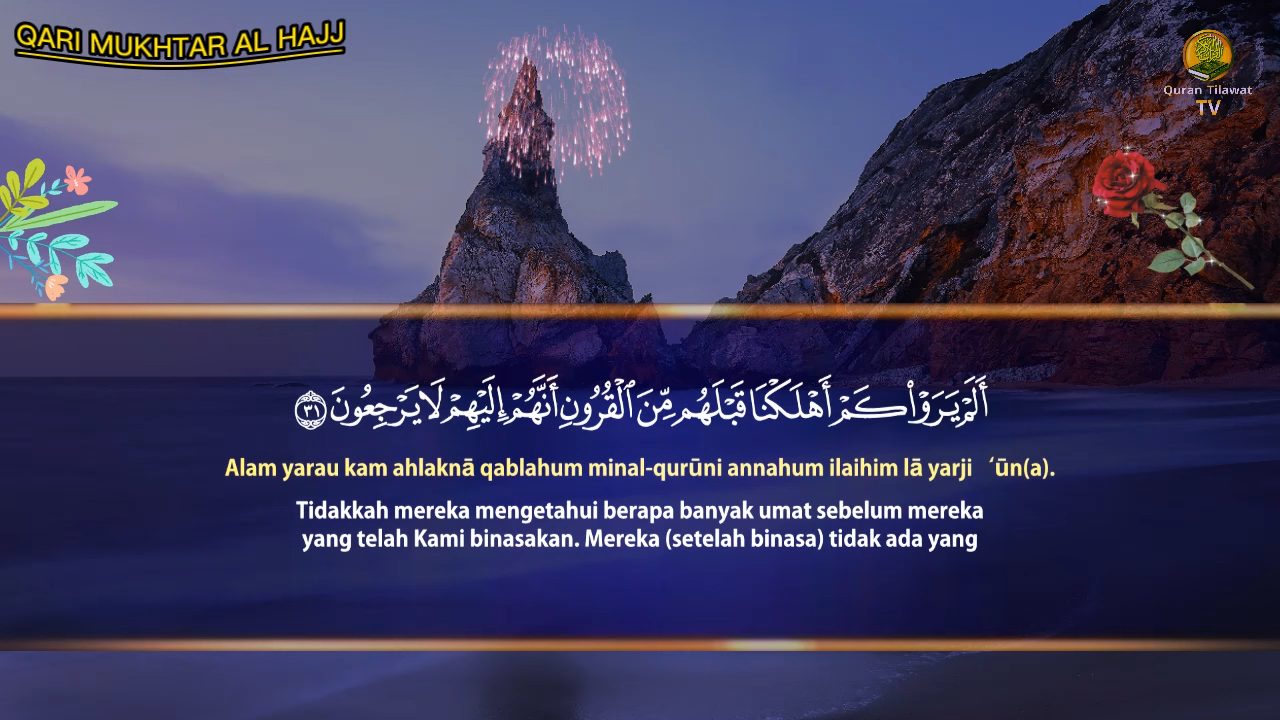 QARI MUKHTAR AL HAJJ
Quran Tilawat
TV
أَلَمْ يَرَوْا۟ كَمْ أَهْلَكْنَا قَبْلَهُم مِّنَ ٱلْقُرُونِ أَنَّهُمْ إِلَيْهِمْ لَا يَرْجِعُونَ ٣١
Alam yarau kam ahlaknā qablahum minal-qurūni annahum ilaihim lā yarji ‘ūn(a).
Tidakkah mereka mengetahui berapa banyak umat sebelum mereka
yang telah Kami binasakan. Mereka (setelah binasa) tidak ada yang